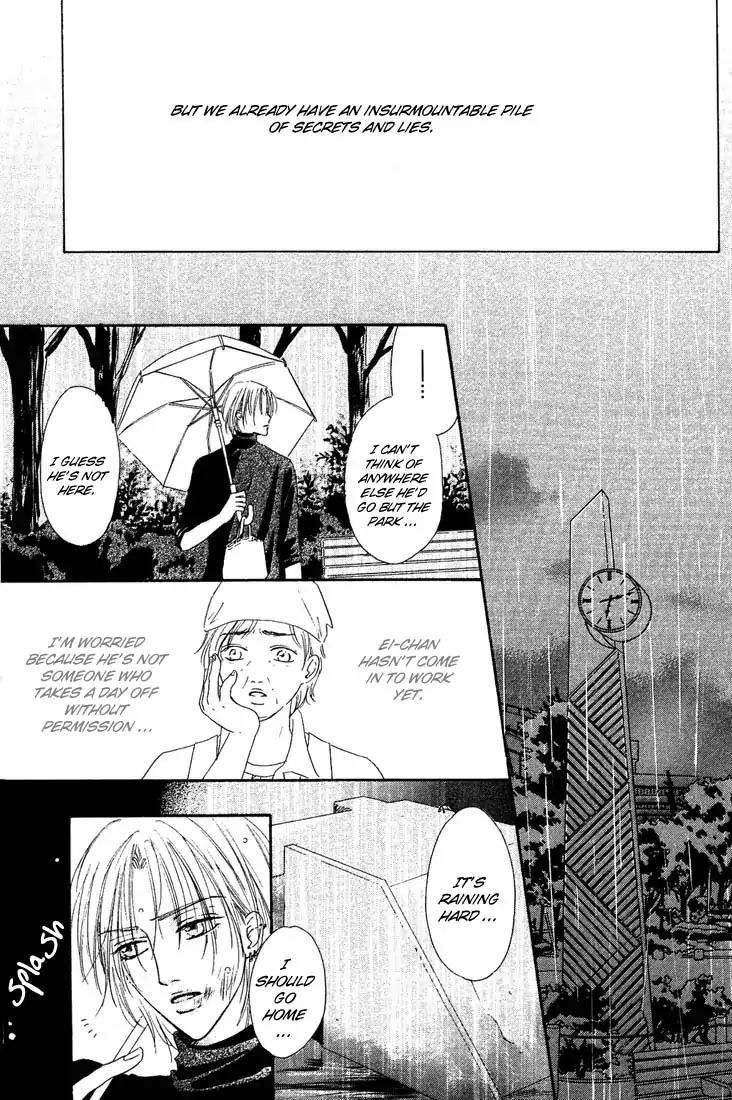 BUT WE ALREADY HAVE AN INSURMOUNTABLE PILE
OF SECRETS AND LIES.
...
I CAN'T
THINK OF
ANYWHERE
ELSE HE'D
GO BUT THE
PARK ...
I GUESS
HE'S NOT
HERE.
EI-CHAN
HASN'T COME
IN TO WORK
YET.
I'M WORRIED
BECAUSE HE'S NOT
SOMEONE WHO
TAKES A DAY OFF
WITHOUT
PERMISSION ...
IT'S
RAINING
HARD ...
I
SHOULD
GO
HOME
...
Splash